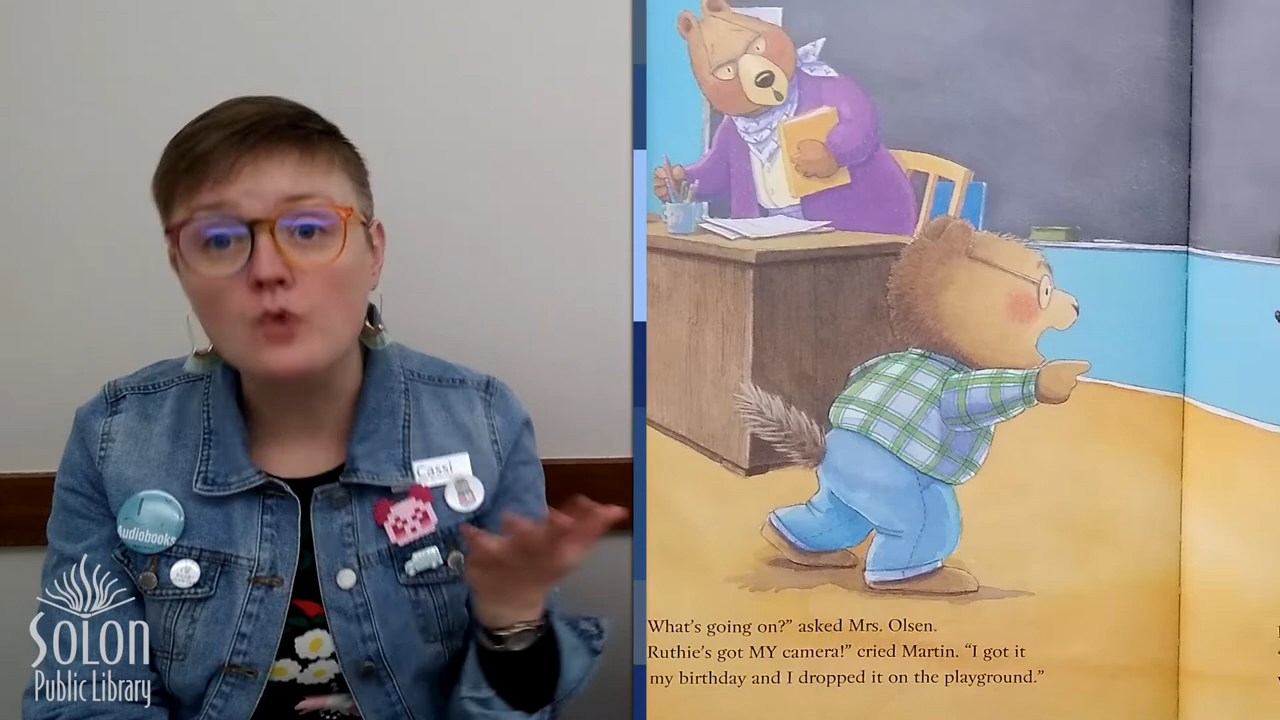 Cassi
Audiobooks
SOLON
Public Library
What's going on?" asked Mrs. Olsen.
Ruthie's got MY camera!" cried Martin. "I got it
my birthday and I dropped it on the playground."